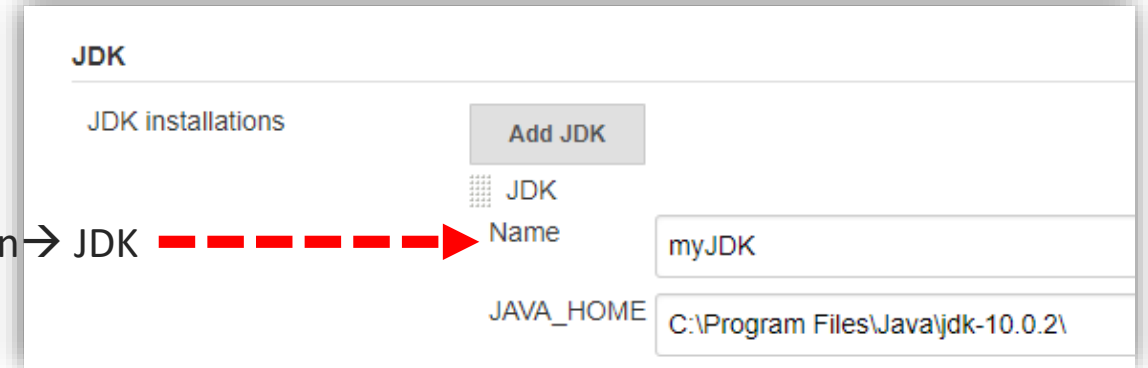 JDK
JDK installations
Add JDK
JDK
n→ JDK
Name
myJDK
JAVA_HOME
C:\Program Files\Java\jdk-10.0.2\